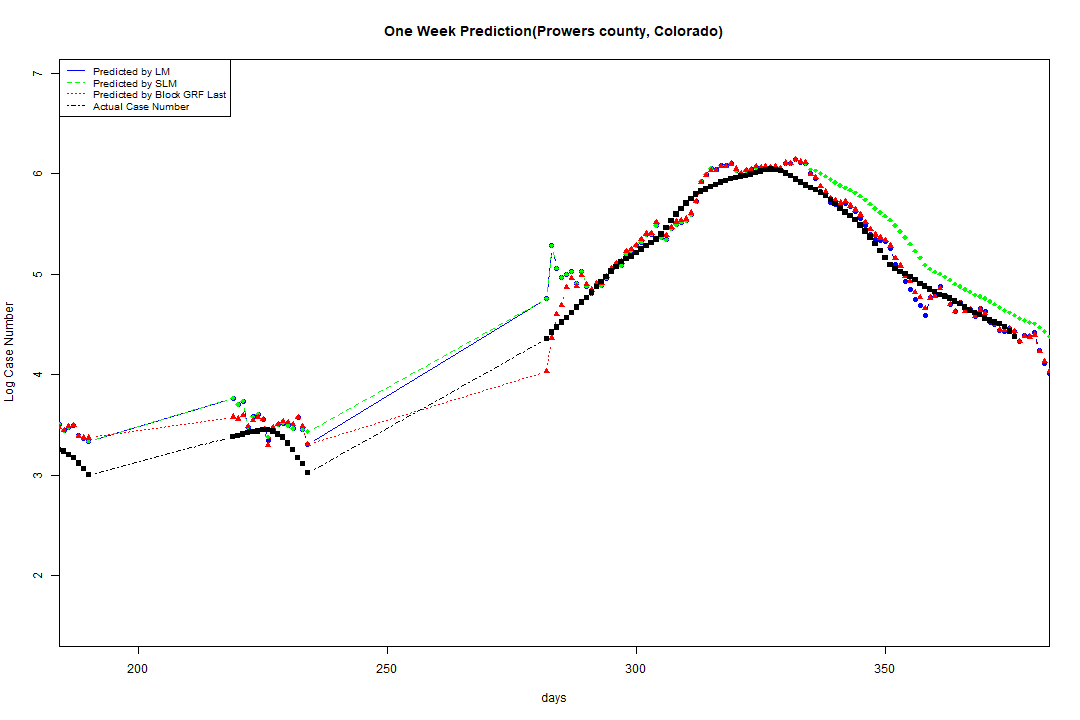 One Week Prediction(Prowers county, Colorado)
Predicted by LM
Predicted by SLM
Predicted by Block GRF Last
Actual Case Number
7
6
5
4
3
2
Log Case Number
200 250 300 350
days